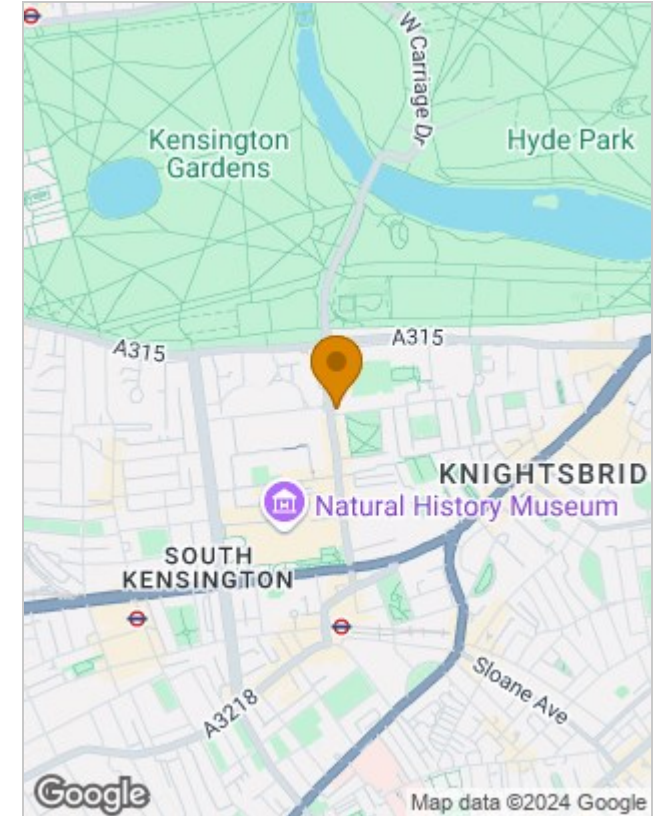 W Carriage Dr
Kensington
Gardens
Hyde Park
A315
A315
KNIGHTSBRID
Natural History Museum
SOUTH
KENSINGTON
Sloane Ave
A3218
Google
Map data ©2024 Google